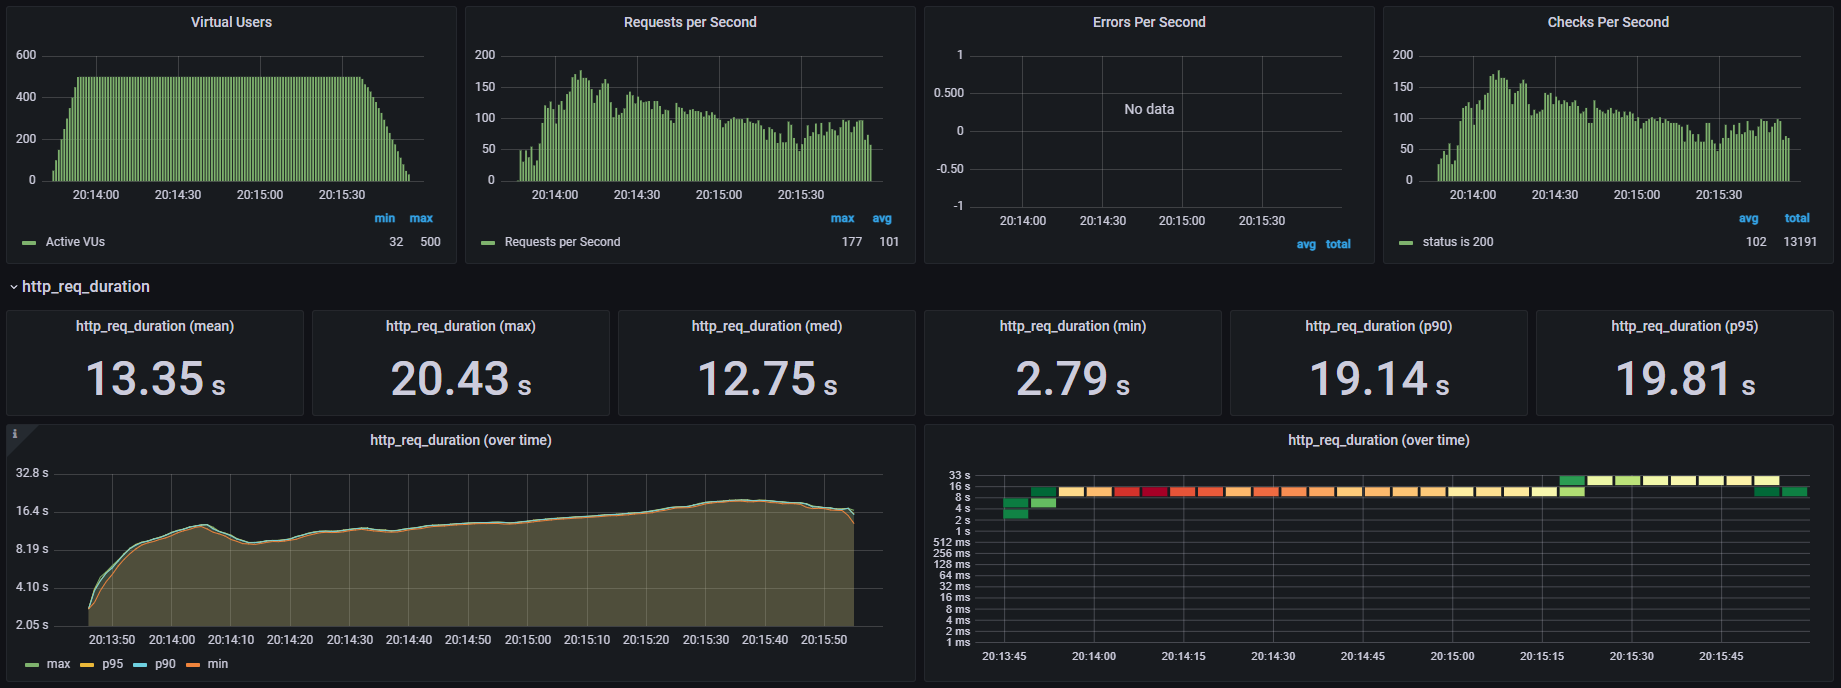 Virtual Users
600
400
200
0
20:14:00 20:14:30 20:15:00 20:15:30
min max
Active VUs 32 500
Requests per Second
200
150
100
50
0
20:14:00 20:14:30 20:15:00 20:15:30
max avg
Requests per Second 177 101
Errors Per Second
1
0.500
0
-0.50
-1
No data
20:14:00 20:14:30 20:15:00 20:15:30
avg total
Checks Per Second
200
150
100
50
0
20:14:00 20:14:30 20:15:00 20:15:30
avg total
status is 200 102 13191
http_req_duration
http_req_duration (mean)
13.35 s
http_req_duration (max)
20.43 s
http_req_duration (med)
12.75 s
http_req_duration (min)
2.79 s
http_req_duration (p90)
19.14 s
http_req_duration (p95)
19.81 s
i
http_req_duration (over time)
32.8 s
16.4 s
8.19 s
4.10 s
2.05 s
20:13:50 20:14:00 20:14:10 20:14:20 20:14:30 20:14:40 20:14:50 20:15:00 20:15:10 20:15:20 20:15:30 20:15:40 20:15:50
max p95 p90 min
http_req_duration (over time)
33 s
16 s
8 s
4 s
2 s
1 s
512 ms
256 ms
128 ms
64 ms
32 ms
16 ms
8 ms
4 ms
2 ms
1 ms
20:13:45 20:14:00 20:14:15 20:14:30 20:14:45 20:15:00 20:15:15 20:15:30 20:15:45